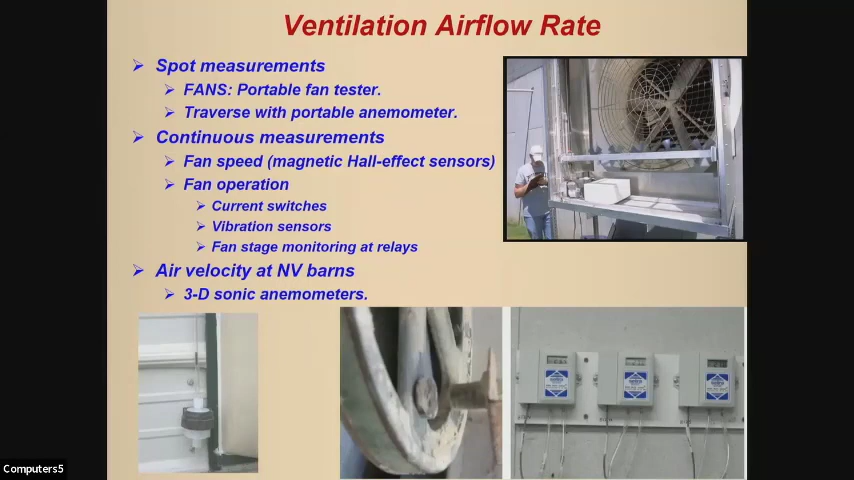 Ventilation Airflow Rate
Spot measurements
FANS: Portable fan tester.
Traverse with portable anemometer.
Continuous measurements
Fan speed (magnetic Hall-effect sensors)
Fan operation
Current switches
Vibration sensors
Fan stage monitoring at relays
Air velocity at NV barns
3-D sonic anemometers.
Computers5